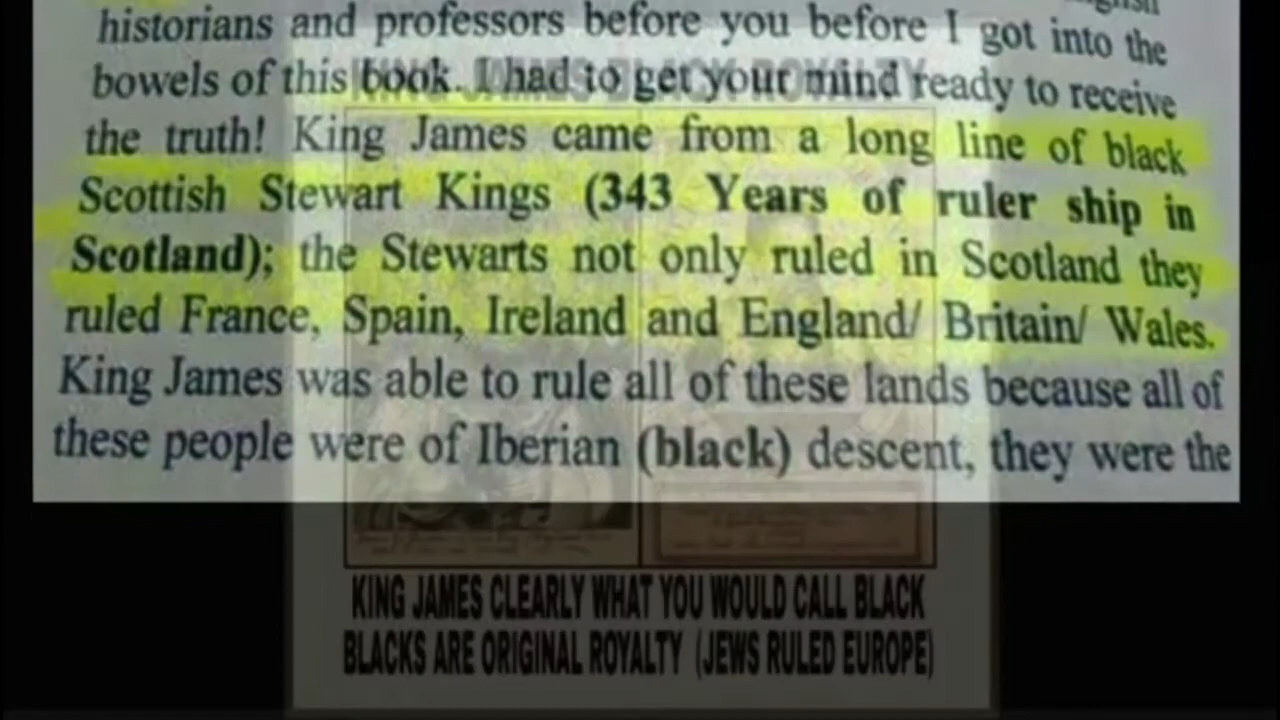 historians and professors before you before I got into the
KING JAMES BLACK ROYALTY
bowels of this book. I had to get your mind ready to receive
the truth! King James came from a long line of black
Scottish Stewart Kings (343 Years of ruler ship in
Scotland); the Stewarts not only ruled in Scotland they
ruled France, Spain, Ireland and England/ Britain/ Wales.
King James was able to rule all of these lands because all of
these people were of Iberian (black) descent, they were the
KING JAMES CLEARLY WHAT YOU WOULD CALL BLACK
BLACKS ARE ORIGINAL ROYALTY (JEWS RULED EUROPE)